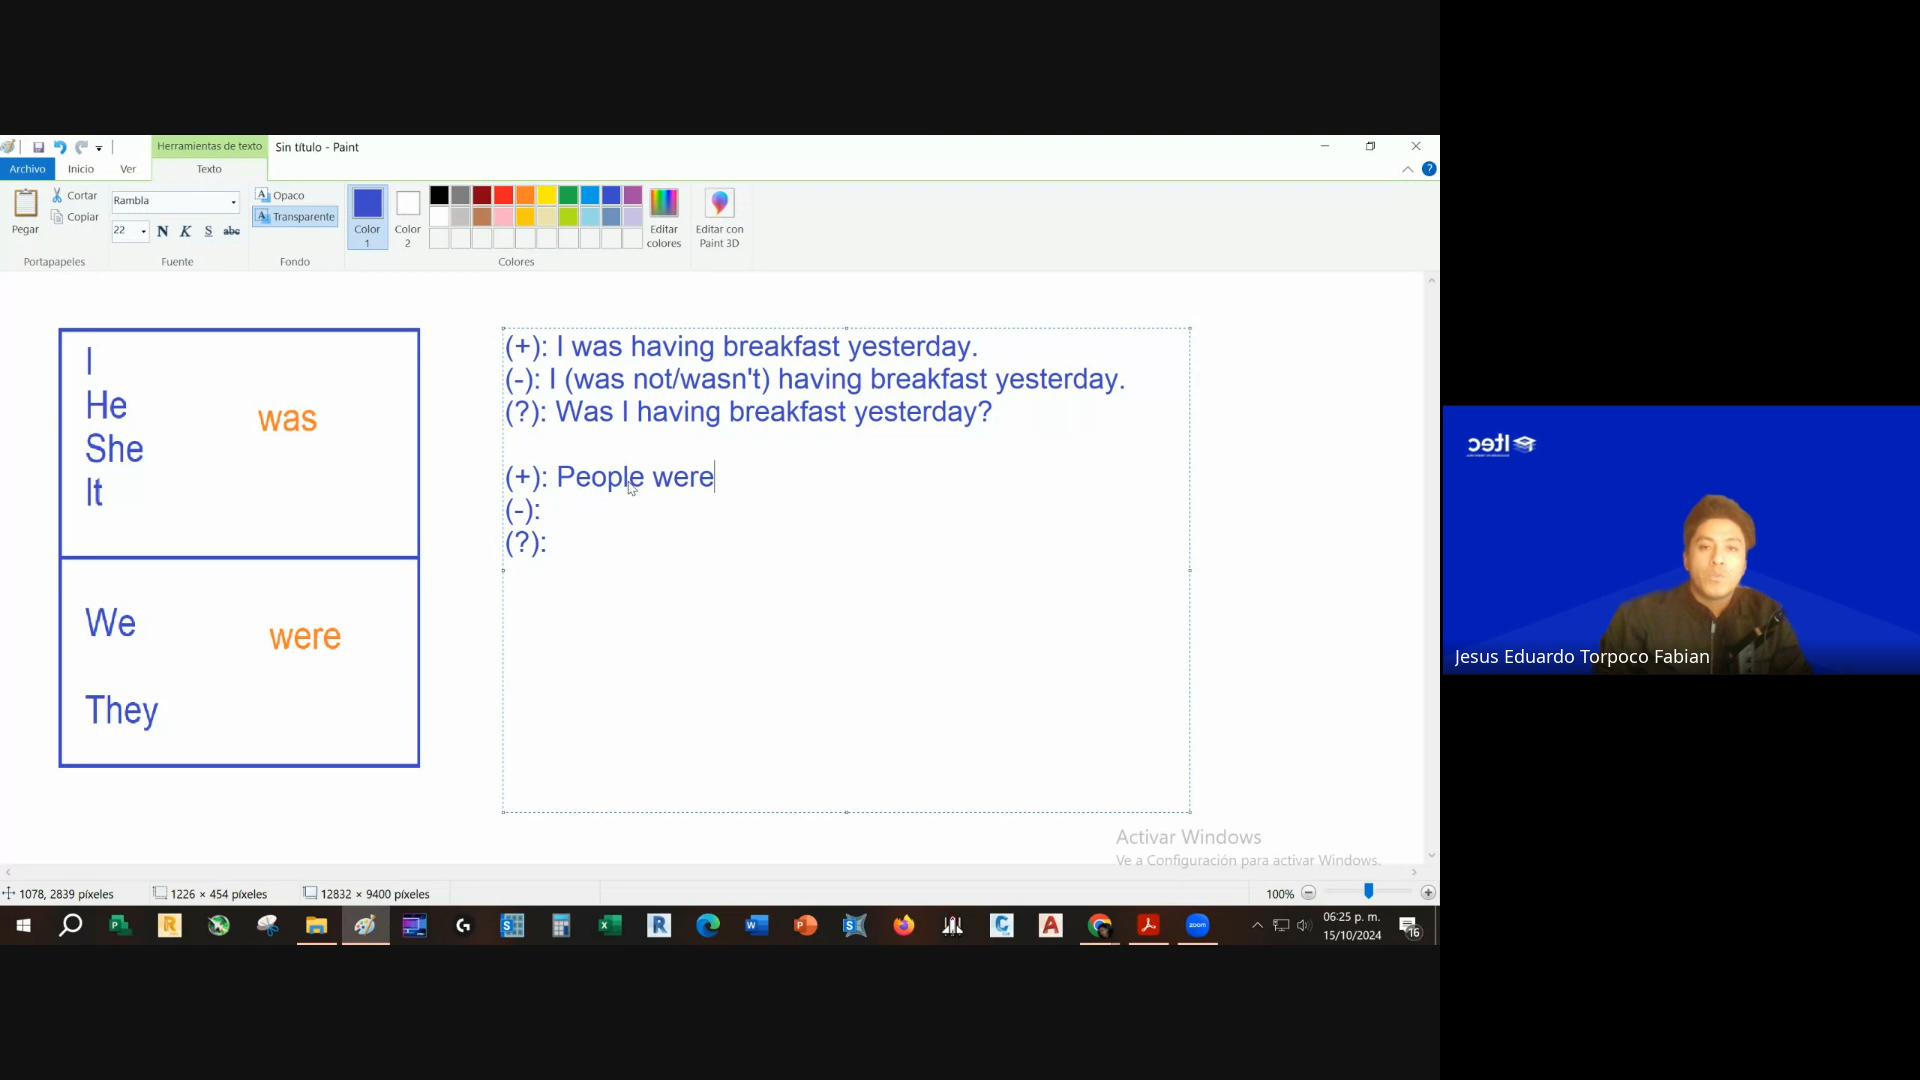 Herramientas de texto
Sin título - Paint
Archivo
Inicio
Ver
Texto
Pegar
Cortar
Copiar
Portapapeles
Rambla
22
N K S abc
Fuente
Opaco
Transparente
Fondo
Color 1
Color 2
Editar colores
Editar con Paint 3D
Colores
I
He
She
It
was
We
They
were
(+): I was having breakfast yesterday.
(-): I (was not/wasn't) having breakfast yesterday.
(?): Was I having breakfast yesterday?
(+): People were
(-):
(?):
Activar Windows
Ve a Configuración para activar Windows.
1078, 2839 píxeles
1226 × 454 píxeles
12832 × 9400 píxeles
100%
06:25 p. m.
15/10/2024
16
zoom
Itec
Jesus Eduardo Torpoco Fabian